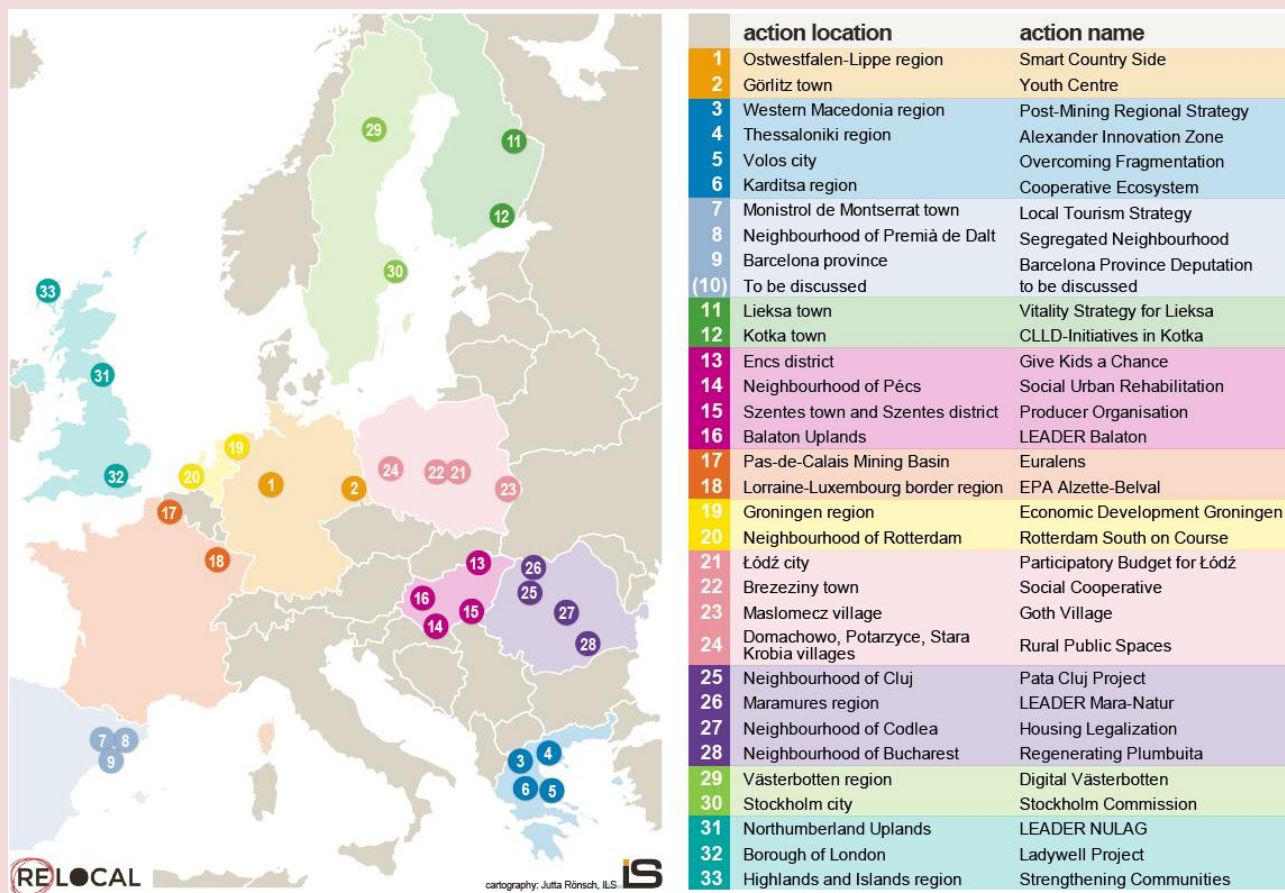 29
11
12
30
33
31
32
19
20
1
2
24
22
21
23
17
18
13
16
15
14
26
25
27
28
7
8
9
3
4
6
5
RELOCAL
cartography: Jutta Rönsch, ILS
iLS
action location action name
1 Ostwestfalen-Lippe region Smart Country Side
2 Görlitz town Youth Centre
3 Western Macedonia region Post-Mining Regional Strategy
4 Thessaloniki region Alexander Innovation Zone
5 Volos city Overcoming Fragmentation
6 Karditsa region Cooperative Ecosystem
7 Monistrol de Montserrat town Local Tourism Strategy
8 Neighbourhood of Premià de Dalt Segregated Neighbourhood
9 Barcelona province Barcelona Province Deputation
(10) To be discussed to be discussed
11 Lieksa town Vitality Strategy for Lieksa
12 Kotka town CLLD-Initiatives in Kotka
13 Encs district Give Kids a Chance
14 Neighbourhood of Pécs Social Urban Rehabilitation
15 Szentes town and Szentes district Producer Organisation
16 Balaton Uplands LEADER Balaton
17 Pas-de-Calais Mining Basin Euralens
18 Lorraine-Luxembourg border region EPA Alzette-Belval
19 Groningen region Economic Development Groningen
20 Neighbourhood of Rotterdam Rotterdam South on Course
21 Łódź city Participatory Budget for Łódź
22 Brezeziny town Social Cooperative
23 Maslomecz village Goth Village
24 Domachowo, Potarzyce, Stara
Krobia villages Rural Public Spaces
25 Neighbourhood of Cluj Pata Cluj Project
26 Maramures region LEADER Mara-Natur
27 Neighbourhood of Codlea Housing Legalization
28 Neighbourhood of Bucharest Regenerating Plumbuita
29 Västerbotten region Digital Västerbotten
30 Stockholm city Stockholm Commission
31 Northumberland Uplands LEADER NULAG
32 Borough of London Ladywell Project
33 Highlands and Islands region Strengthening Communities